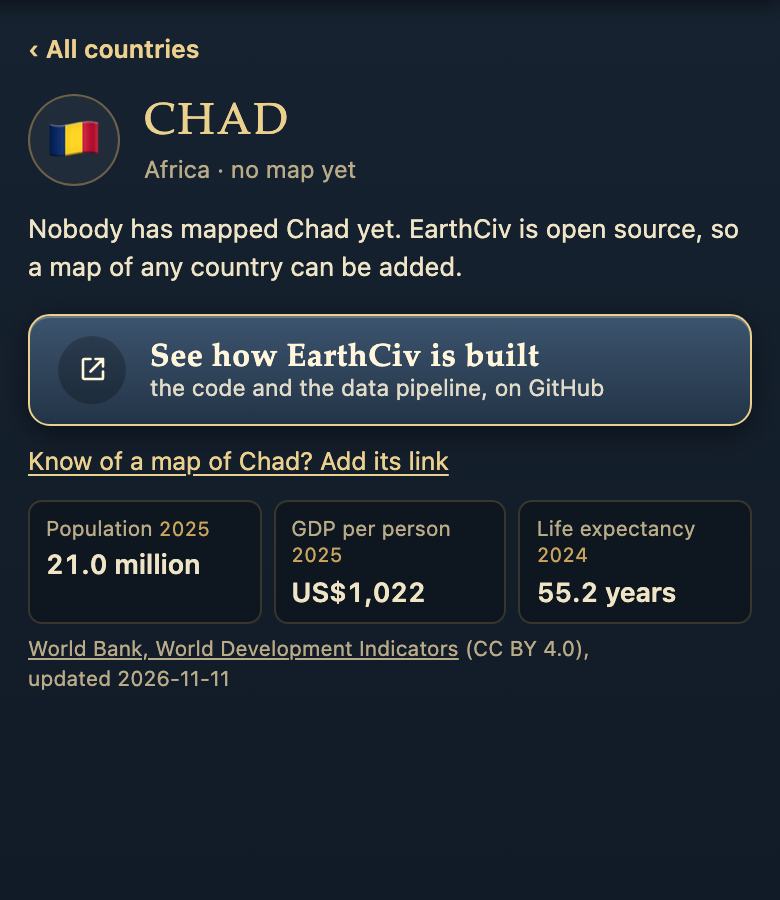 ‹ All countries
CHAD
Africa · no map yet
Nobody has mapped Chad yet. EarthCiv is open source, so
a map of any country can be added.
See how EarthCiv is built
the code and the data pipeline, on GitHub
Know of a map of Chad? Add its link
Population 2025
21.0 million
GDP per person
2025
US$1,022
Life expectancy
2024
55.2 years
World Bank, World Development Indicators (CC BY 4.0),
updated 2026-11-11